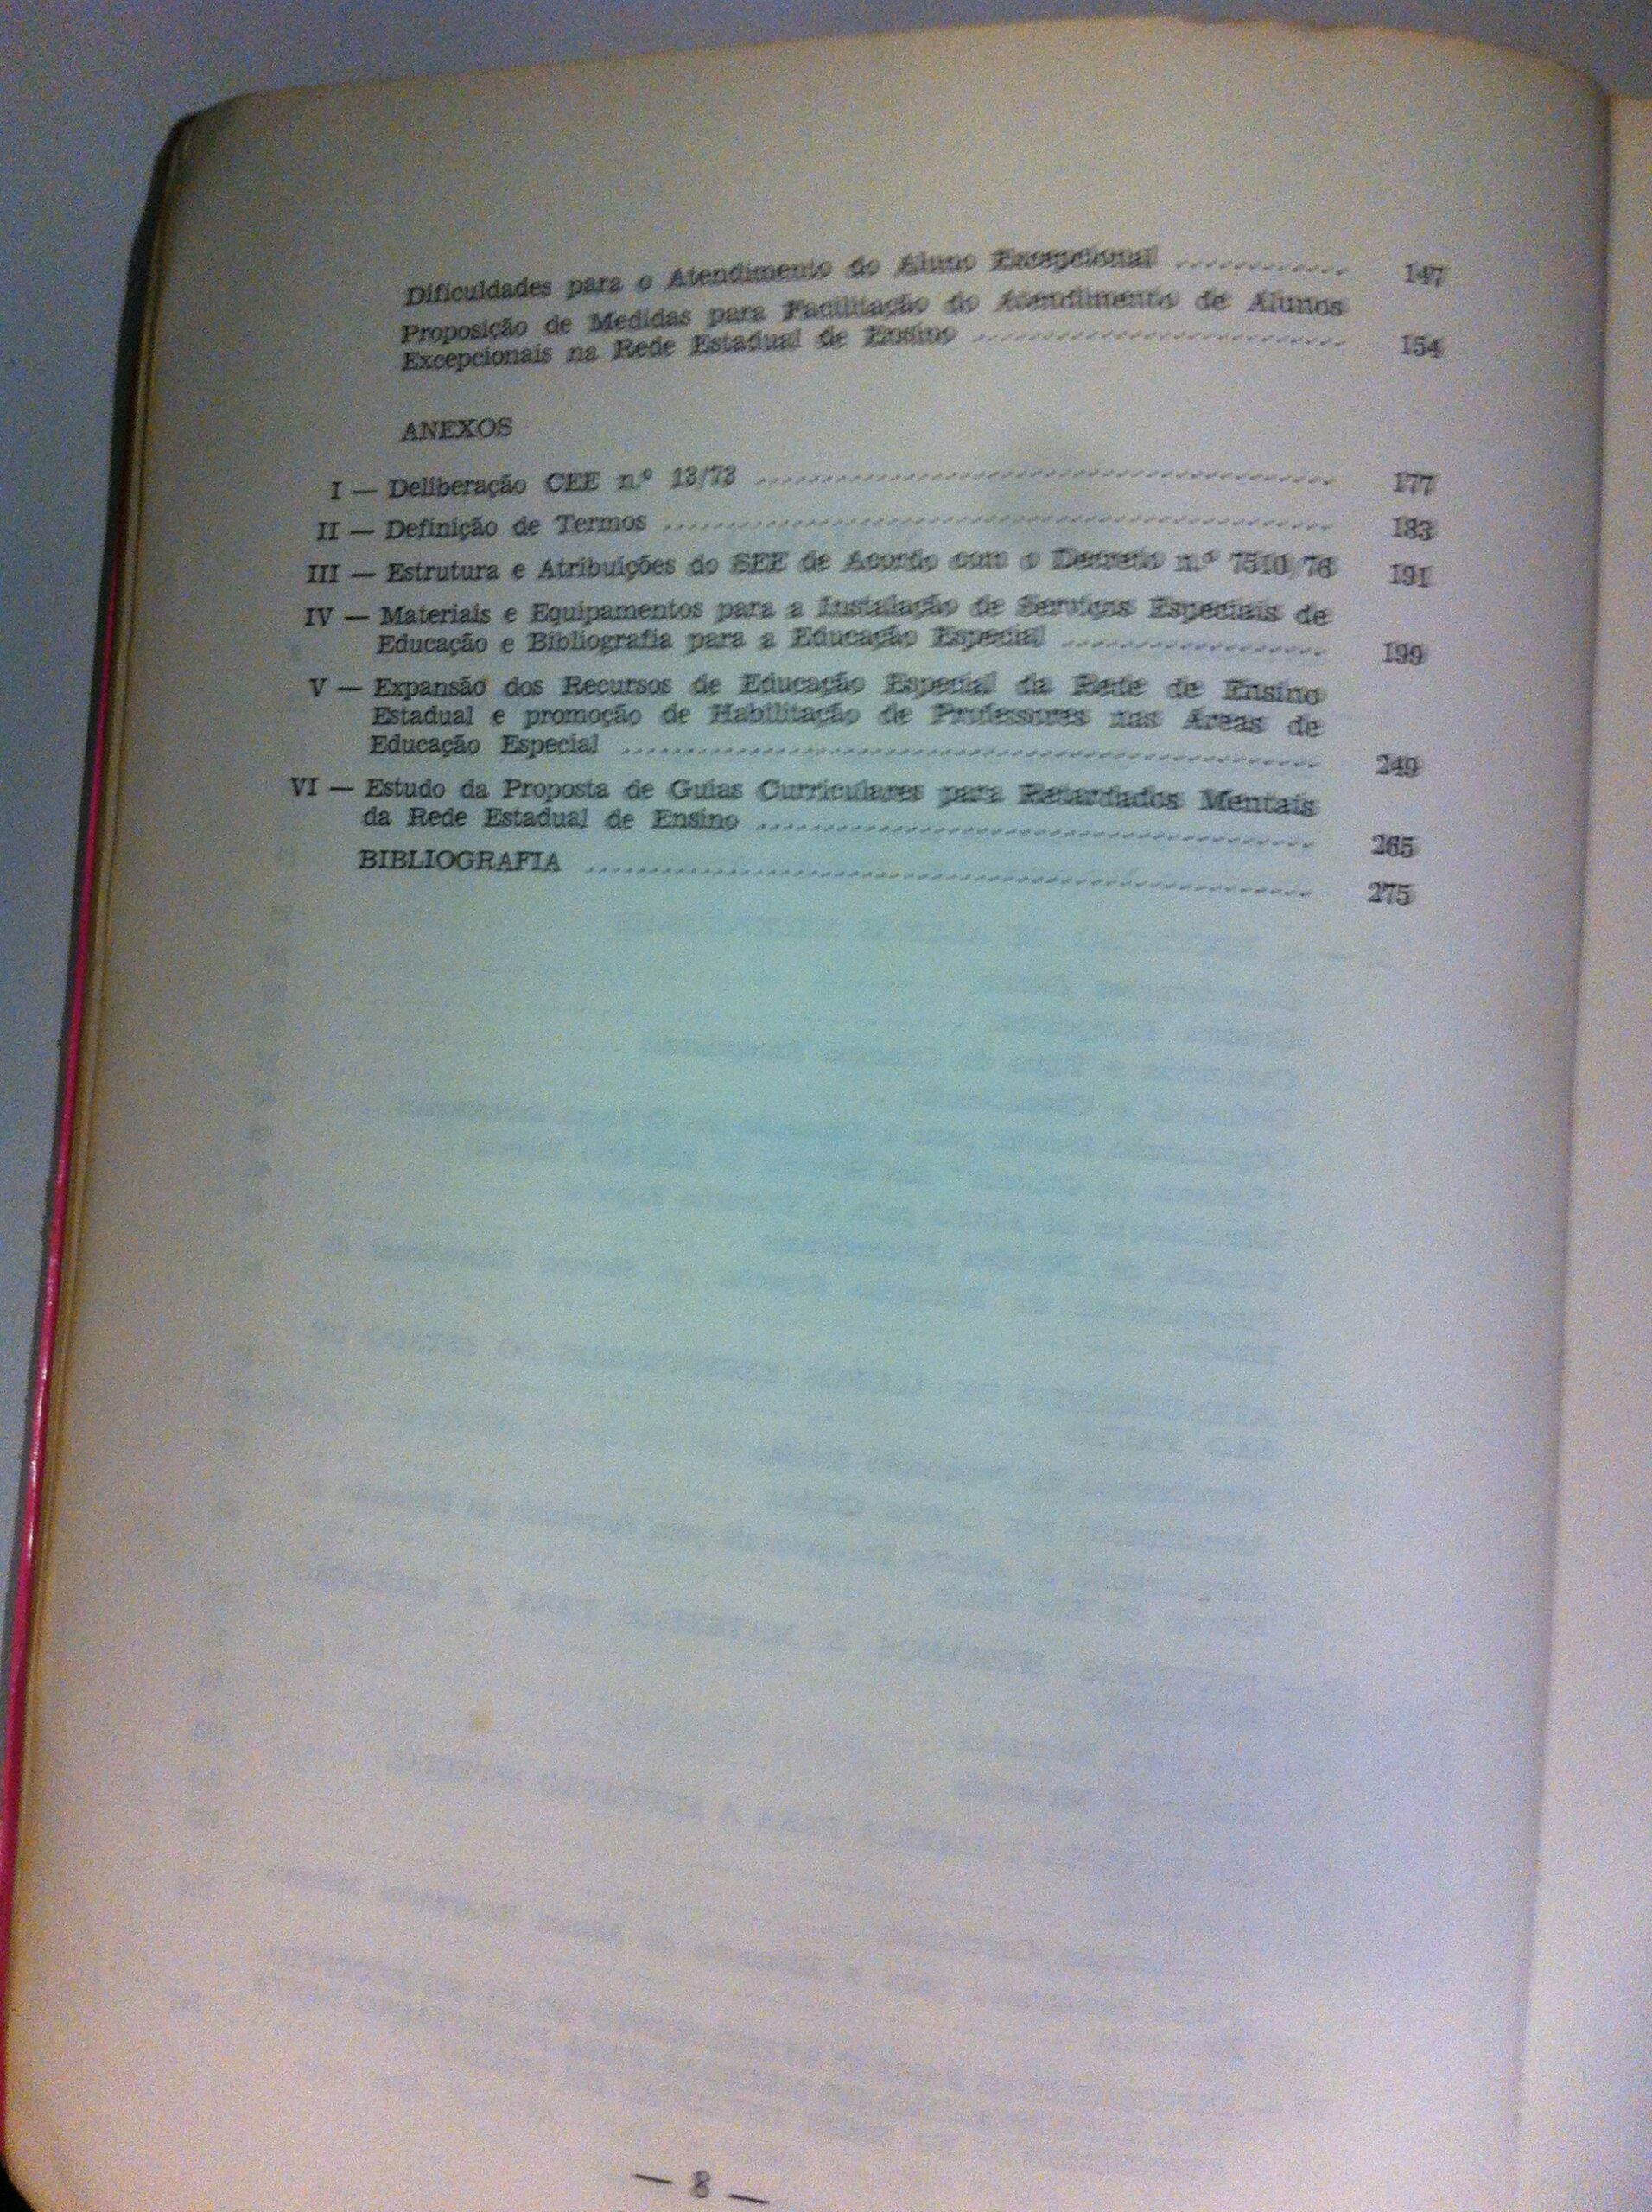 Dificuldades para o Atendimento do Aluno Excepcional ............ 147
Proposição de Medidas para Facilitação do Atendimento de Alunos
Excepcionais na Rede Estadual de Ensino ......................... 154
ANEXOS
I — Deliberação CEE n.º 13/73 ........................................ 177
II — Definição de Termos ............................................. 183
III — Estrutura e Atribuições do SEE de Acordo com o Decreto n.º 7510/76 191
IV — Materiais e Equipamentos para a Instalação de Serviços Especiais de
Educação e Bibliografia para a Educação Especial ................. 199
V — Expansão dos Recursos de Educação Especial da Rede de Ensino
Estadual e promoção de Habilitação de Professores nas Áreas de
Educação Especial ................................................ 249
VI — Estudo da Proposta de Guias Curriculares para Retardados Mentais
da Rede Estadual de Ensino ....................................... 265
BIBLIOGRAFIA .................................................. 275
— 8 —